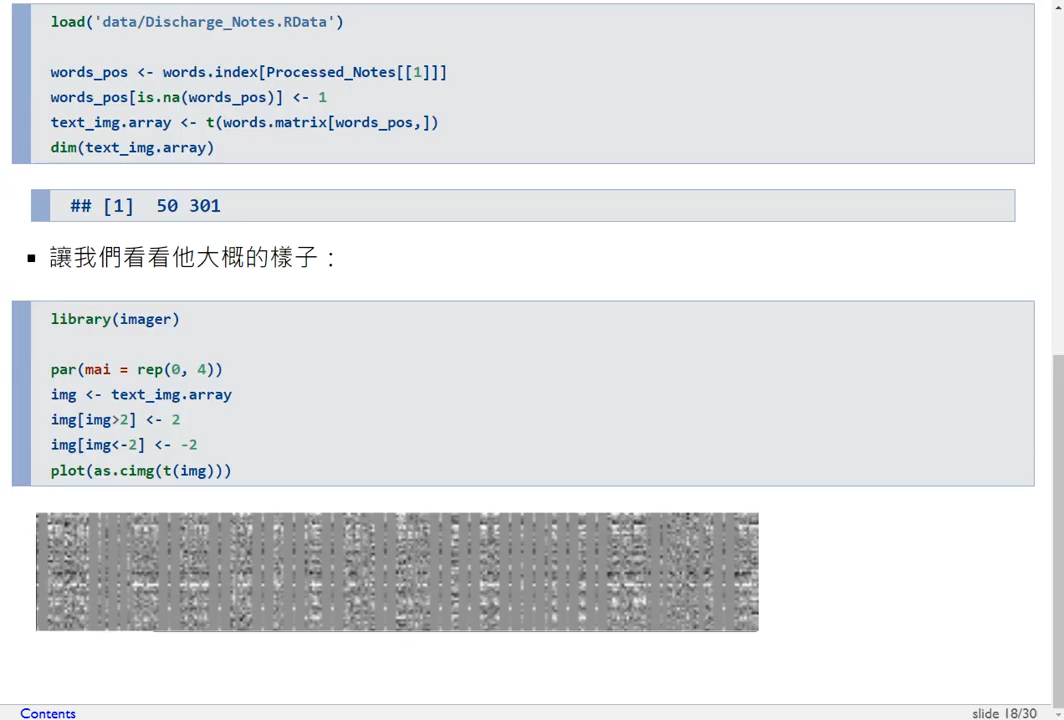 load('data/Discharge_Notes.RData')
words_pos <- words.index[Processed_Notes[[1]]]
words_pos[is.na(words_pos)] <- 1
text_img.array <- t(words.matrix[words_pos,])
dim(text_img.array)
## [1]  50 301
▪ 讓我們看看他大概的樣子：
library(imager)
par(mai = rep(0, 4))
img <- text_img.array
img[img>2] <- 2
img[img<-2] <- -2
plot(as.cimg(t(img)))
Contents
slide 18/30